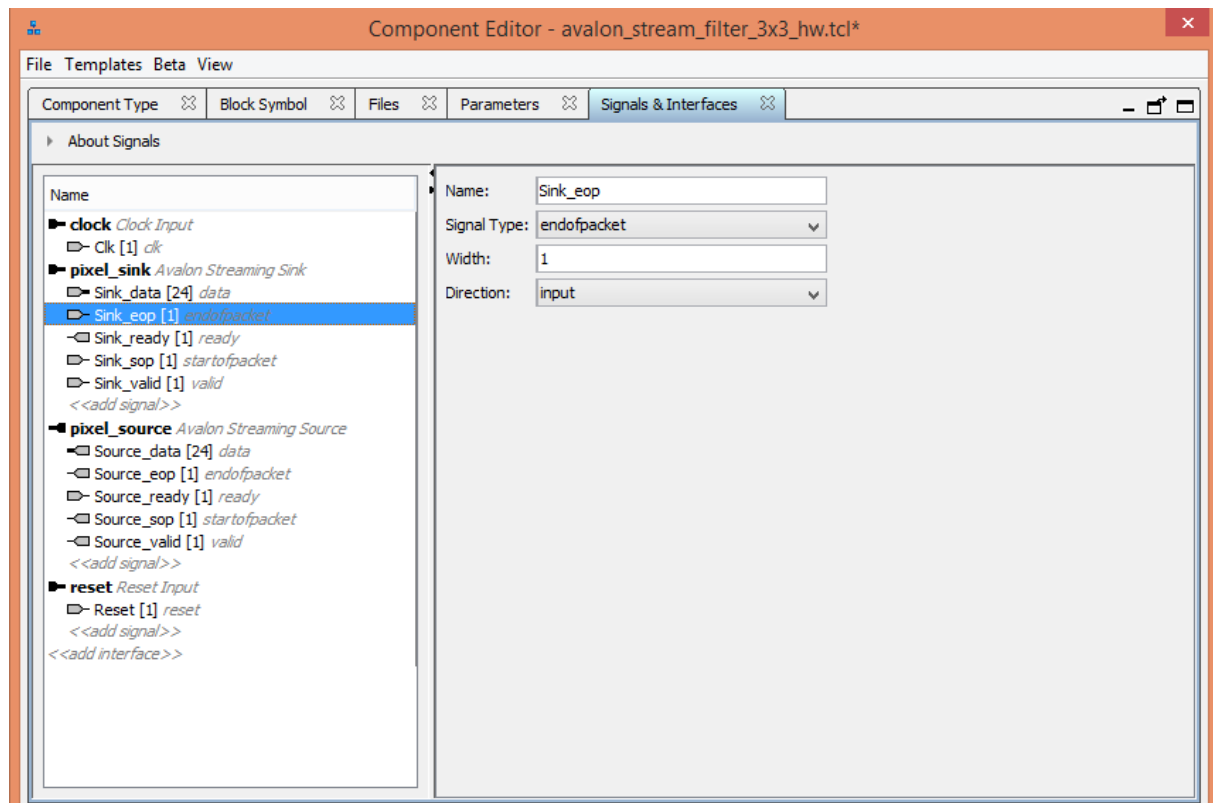 Component Editor - avalon_stream_filter_3x3_hw.tcl*
File Templates Beta View
Component Type Block Symbol Files Parameters Signals & Interfaces
About Signals
Name
clock Clock Input
Clk [1] clk
pixel_sink Avalon Streaming Sink
Sink_data [24] data
Sink_eop [1] endofpacket
Sink_ready [1] ready
Sink_sop [1] startofpacket
Sink_valid [1] valid
<<add signal>>
pixel_source Avalon Streaming Source
Source_data [24] data
Source_eop [1] endofpacket
Source_ready [1] ready
Source_sop [1] startofpacket
Source_valid [1] valid
<<add signal>>
reset Reset Input
Reset [1] reset
<<add signal>>
<<add interface>>
Name: Sink_eop
Signal Type: endofpacket
Width: 1
Direction: input